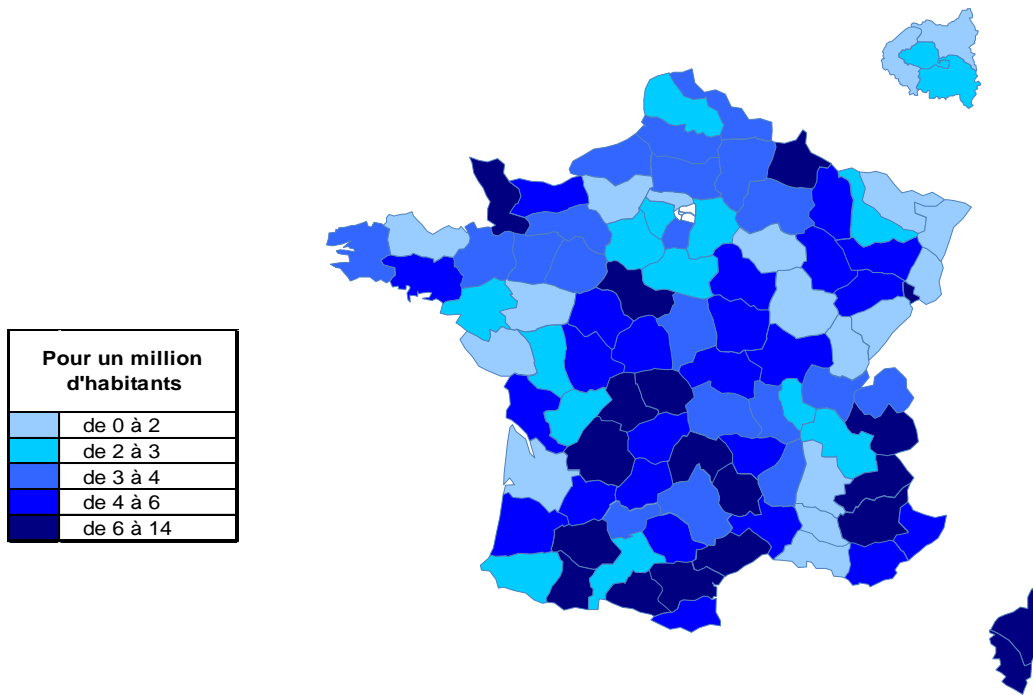 Pour un million
d'habitants
de 0 à 2
de 2 à 3
de 3 à 4
de 4 à 6
de 6 à 14